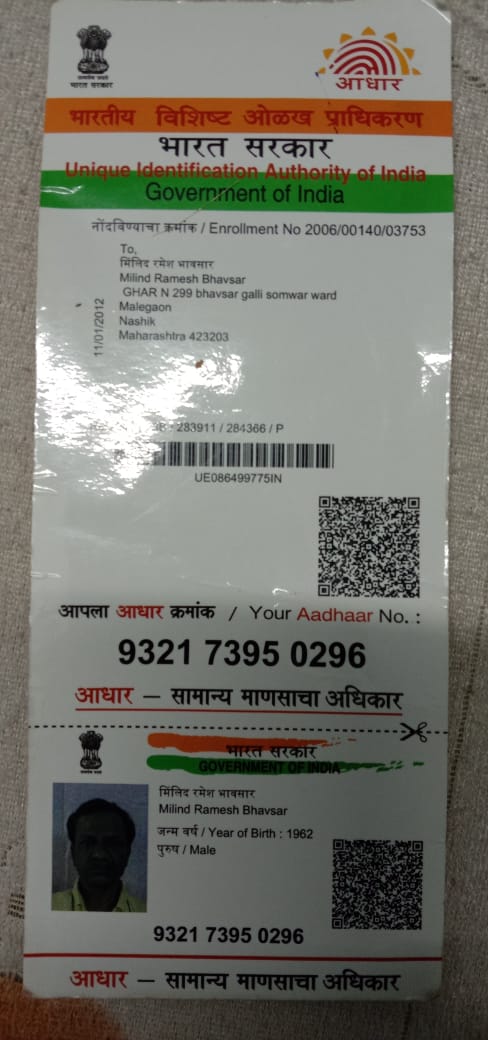 भारत सरकार
आधार
भारतीय विशिष्ट ओळख प्राधिकरण
भारत सरकार
Unique Identification Authority of India
Government of India
नोंदविण्याचा क्रमांक / Enrollment No 2006/00140/03753
To,
मिलिंद रमेश भावसार
Milind Ramesh Bhavsar
GHAR N 299 bhavsar galli somwar ward
Malegaon
Nashik
Maharashtra 423203
11/01/2012
283911 / 284366 / P
UE086499775IN
आपला आधार क्रमांक / Your Aadhaar No. :
9321 7395 0296
आधार – सामान्य माणसाचा अधिकार
भारत सरकार
GOVERNMENT OF INDIA
मिलिंद रमेश भावसार
Milind Ramesh Bhavsar
जन्म वर्ष / Year of Birth : 1962
पुरुष / Male
9321 7395 0296
आधार – सामान्य माणसाचा अधिकार